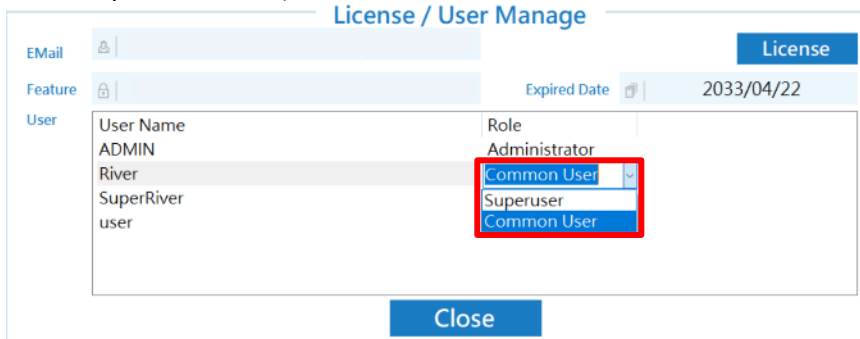 License / User Manage
EMail
License
Feature
Expired Date 2033/04/22
User
User Name Role
ADMIN Administrator
River Common User
SuperRiver Superuser
user Common User
Close